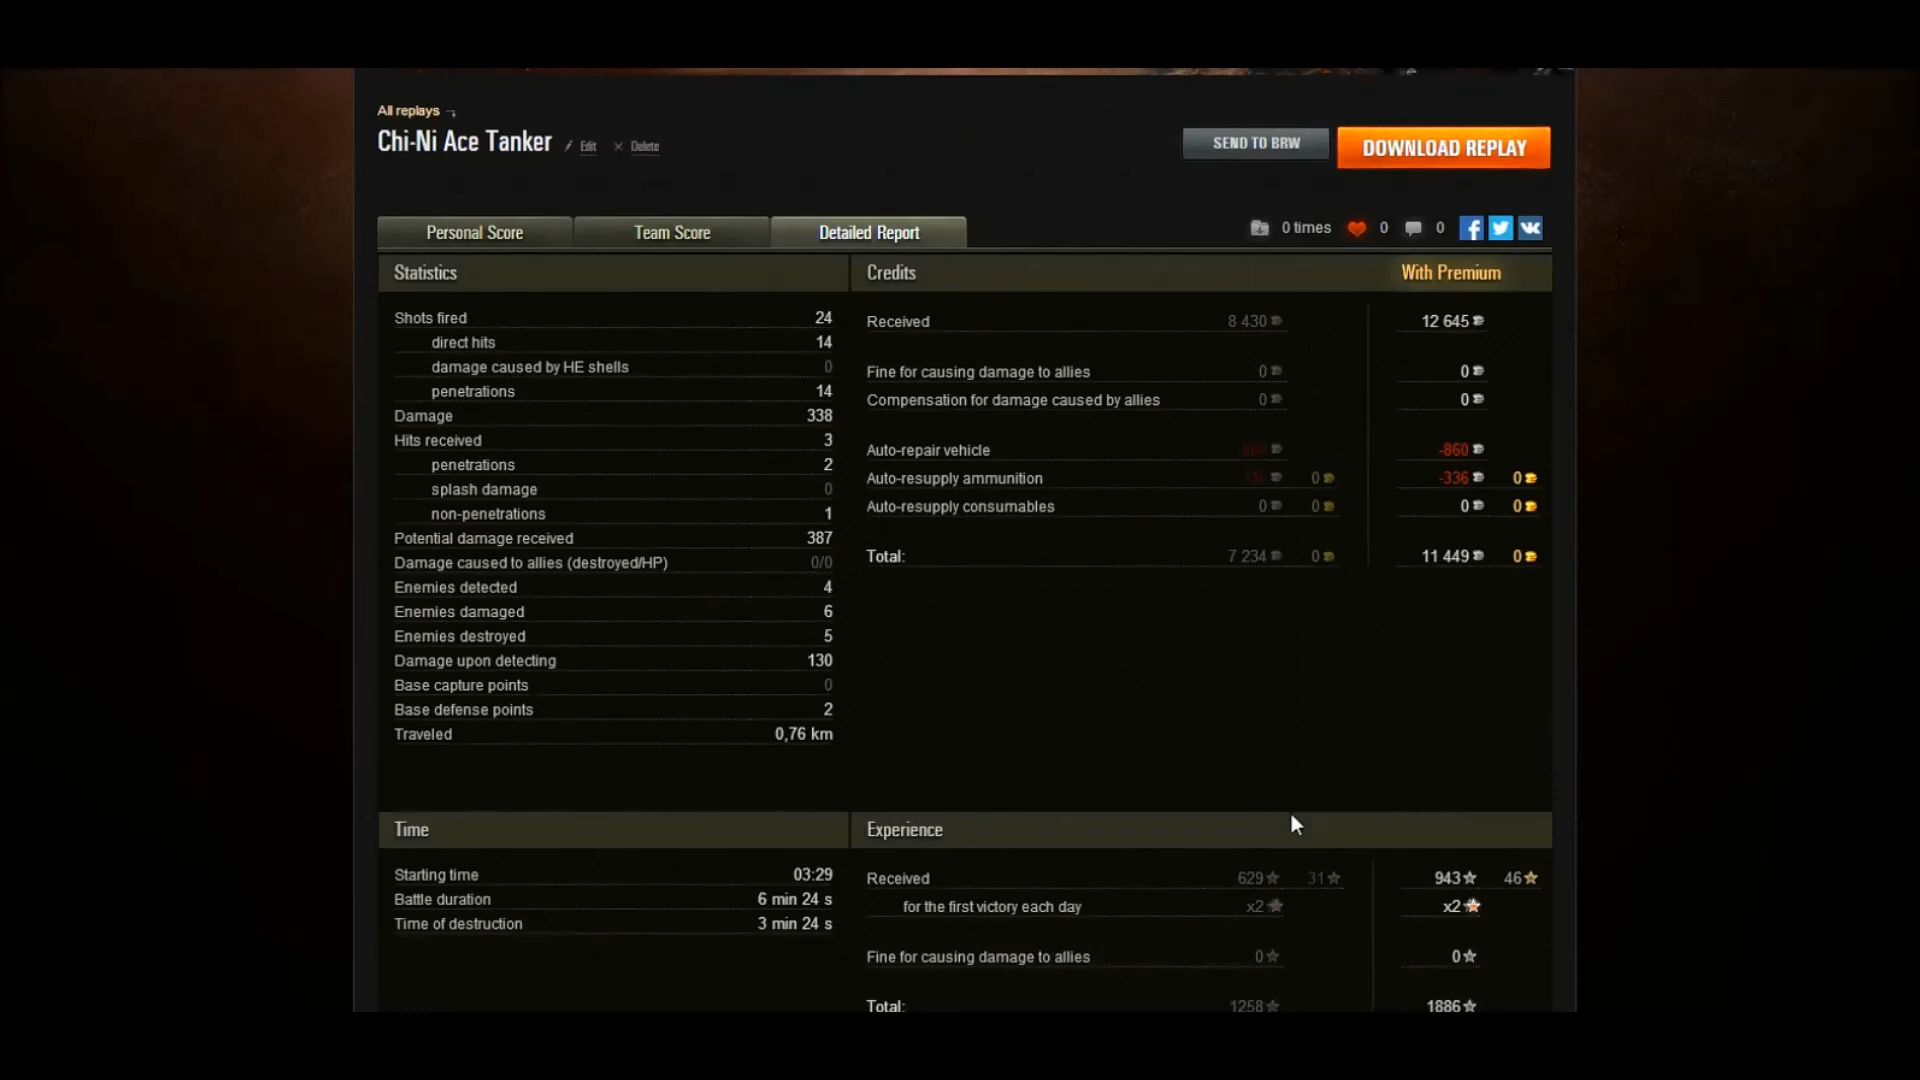 All replays
Chi-Ni Ace Tanker Edit Delete
SEND TO BRW
DOWNLOAD REPLAY
Personal Score Team Score Detailed Report
0 times 0 0
Statistics
Shots fired 24
direct hits 14
damage caused by HE shells 0
penetrations 14
Damage 338
Hits received 3
penetrations 2
splash damage 0
non-penetrations 1
Potential damage received 387
Damage caused to allies (destroyed/HP) 0/0
Enemies detected 4
Enemies damaged 6
Enemies destroyed 5
Damage upon detecting 130
Base capture points 0
Base defense points 2
Traveled 0,76 km
Credits With Premium
Received 8 430 12 645
Fine for causing damage to allies 0 0
Compensation for damage caused by allies 0 0
Auto-repair vehicle -860
Auto-resupply ammunition 0 -336 0
Auto-resupply consumables 0 0 0 0
Total: 7 234 0 11 449 0
Time
Starting time 03:29
Battle duration 6 min 24 s
Time of destruction 3 min 24 s
Experience
Received 629 31 943 46
for the first victory each day x2 x2
Fine for causing damage to allies 0 0
Total: 1258 1886